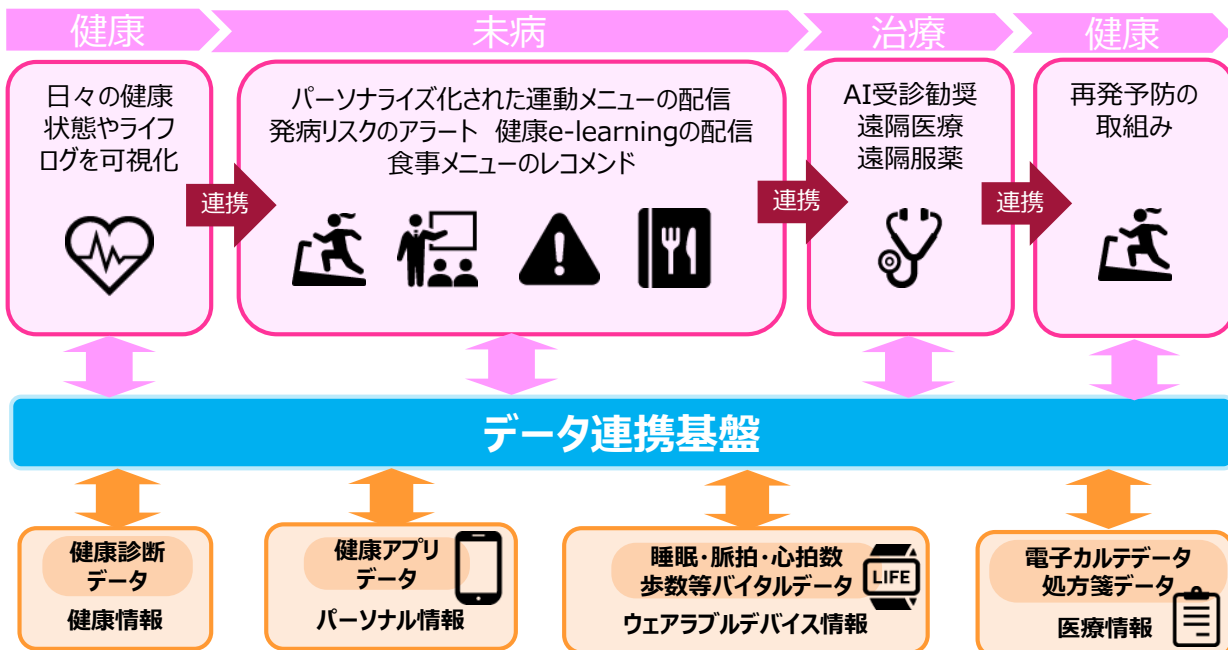 健康
未病
治療
健康
日々の健康
状態やライフ
ログを可視化
パーソナライズ化された運動メニューの配信
発病リスクのアラート 健康e-learningの配信
食事メニューのレコメンド
AI受診勧奨
遠隔医療
遠隔服薬
再発予防の
取組み
連携
連携
連携
データ連携基盤
健康診断
データ
健康情報
健康アプリ
データ
パーソナル情報
睡眠・脈拍・心拍数
歩数等バイタルデータ
LIFE
ウェアラブルデバイス情報
電子カルテデータ
処方箋データ
医療情報